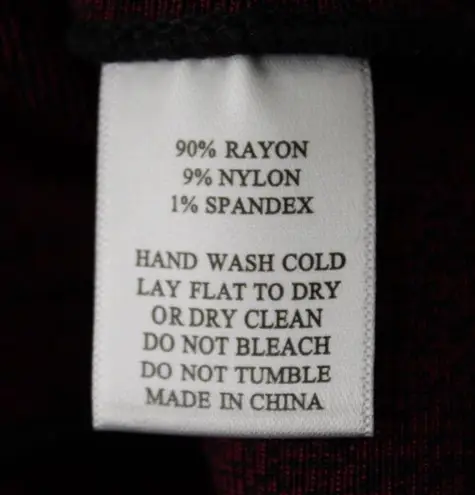 90% RAYON
9% NYLON
1% SPANDEX
HAND WASH COLD
LAY FLAT TO DRY
OR DRY CLEAN
DO NOT BLEACH
DO NOT TUMBLE
MADE IN CHINA